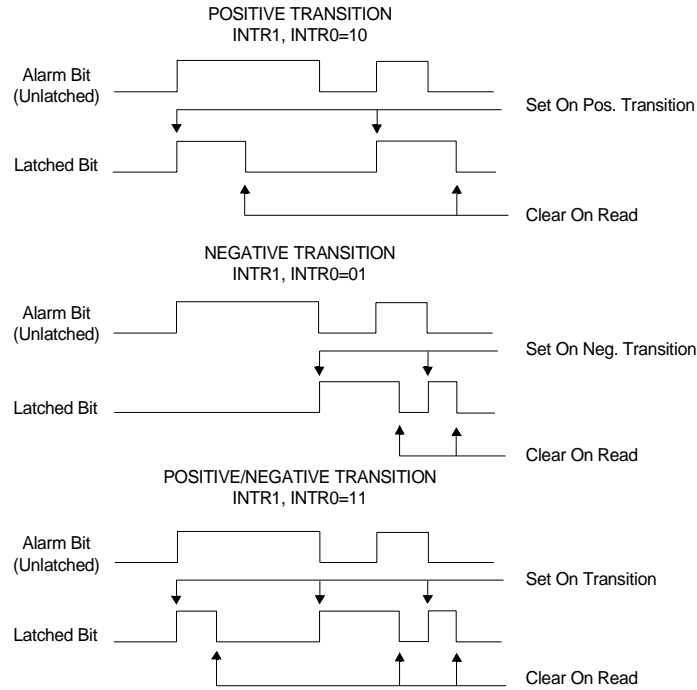 POSITIVE TRANSITION
INTR1, INTR0=10
Alarm Bit
(Unlatched)
Set On Pos. Transition
Latched Bit
Clear On Read
NEGATIVE TRANSITION
INTR1, INTR0=01
Alarm Bit
(Unlatched)
Set On Neg. Transition
Latched Bit
Clear On Read
POSITIVE/NEGATIVE TRANSITION
INTR1, INTR0=11
Alarm Bit
(Unlatched)
Set On Transition
Latched Bit
Clear On Read